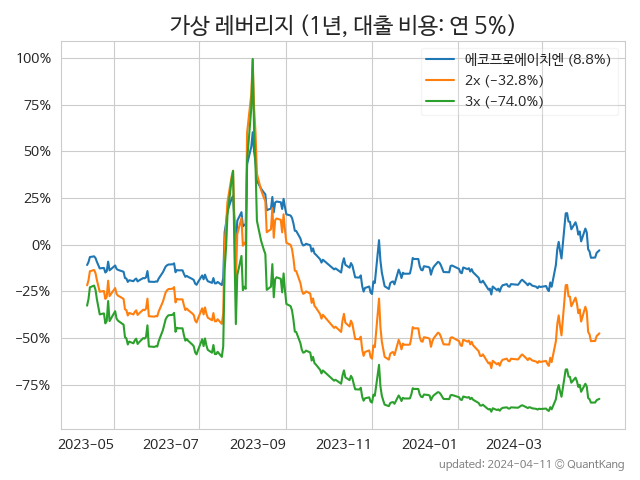 가상 레버리지 (1년, 대출 비용: 연 5%)
에코프로에이치엔 (8.8%)
2x (−32.8%)
3x (−74.0%)
100%
75%
50%
25%
0%
−25%
−50%
−75%
2023-05 2023-07 2023-09 2023-11 2024-01 2024-03
updated: 2024-04-11 © QuantKang